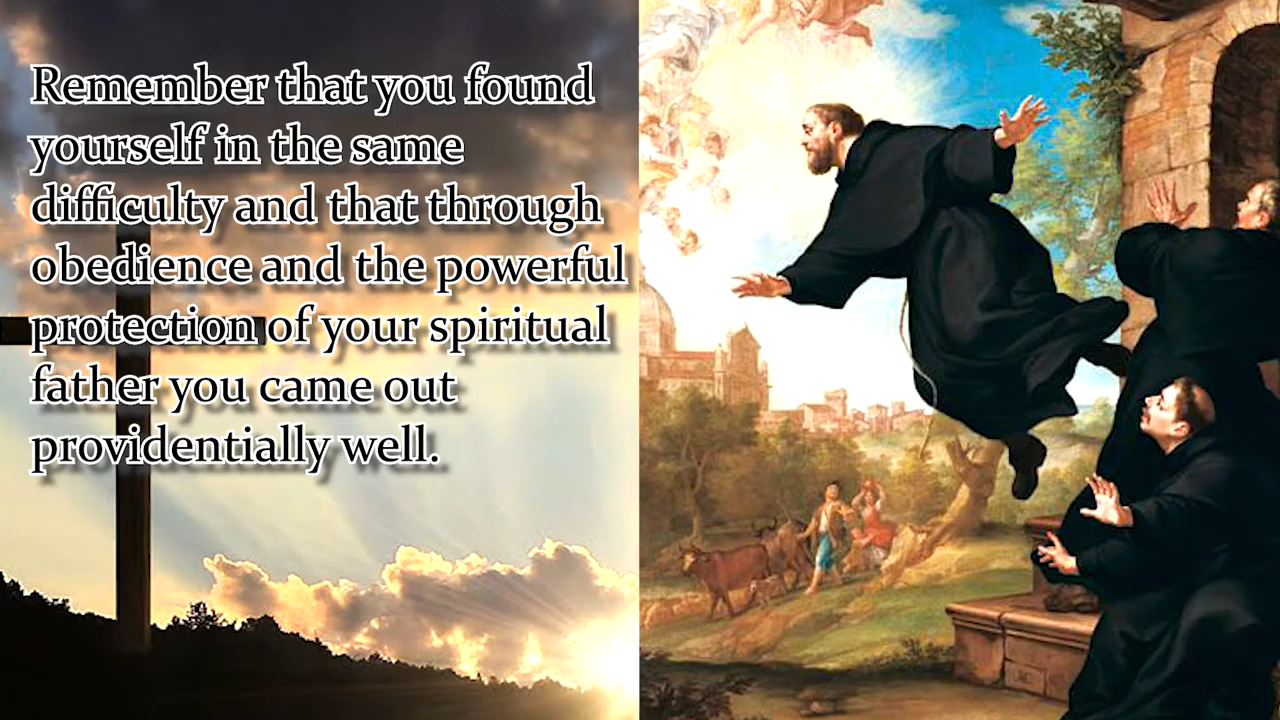 Remember that you found
yourself in the same
difficulty and that through
obedience and the powerful
protection of your spiritual
father you came out
providentially well.